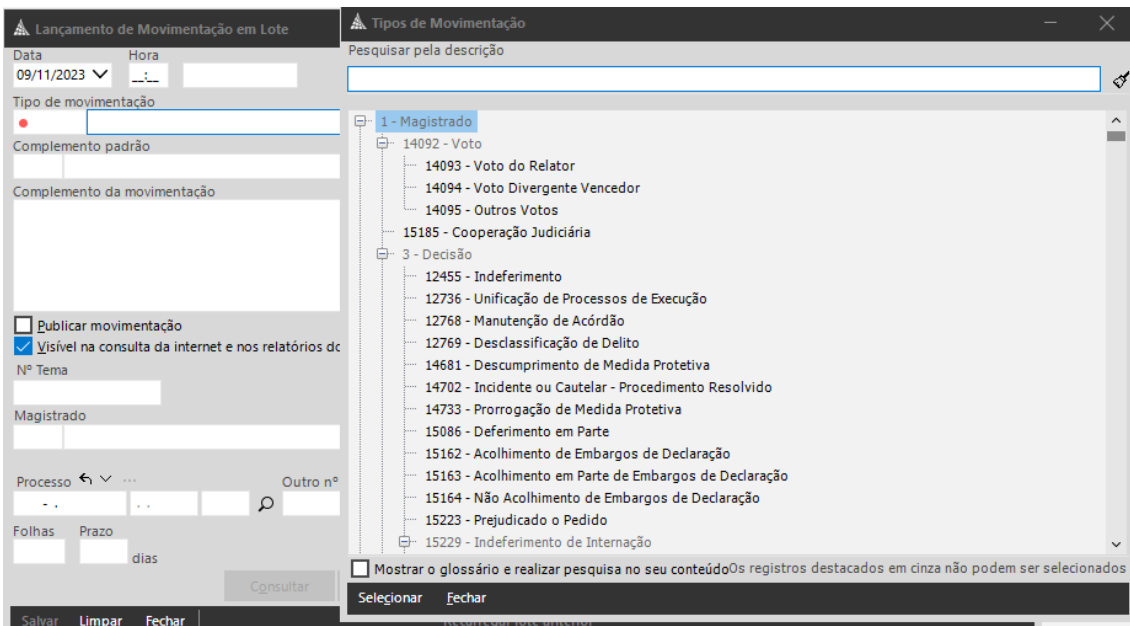 Lançamento de Movimentação em Lote
Data Hora
09/11/2023 __:__
Tipo de movimentação
Complemento padrão
Complemento da movimentação
Publicar movimentação
Visível na consulta da internet e nos relatórios do
Nº Tema
Magistrado
Processo ... Outro nº
- . . .
Folhas Prazo
dias
Consultar
Salvar Limpar Fechar
Tipos de Movimentação
Pesquisar pela descrição
1 - Magistrado
14092 - Voto
14093 - Voto do Relator
14094 - Voto Divergente Vencedor
14095 - Outros Votos
15185 - Cooperação Judiciária
3 - Decisão
12455 - Indeferimento
12736 - Unificação de Processos de Execução
12768 - Manutenção de Acórdão
12769 - Desclassificação de Delito
14681 - Descumprimento de Medida Protetiva
14702 - Incidente ou Cautelar - Procedimento Resolvido
14733 - Prorrogação de Medida Protetiva
15086 - Deferimento em Parte
15162 - Acolhimento de Embargos de Declaração
15163 - Acolhimento em Parte de Embargos de Declaração
15164 - Não Acolhimento de Embargos de Declaração
15223 - Prejudicado o Pedido
15229 - Indeferimento de Internação
Mostrar o glossário e realizar pesquisa no seu conteúdo Os registros destacados em cinza não podem ser selecionados
Selecionar Fechar